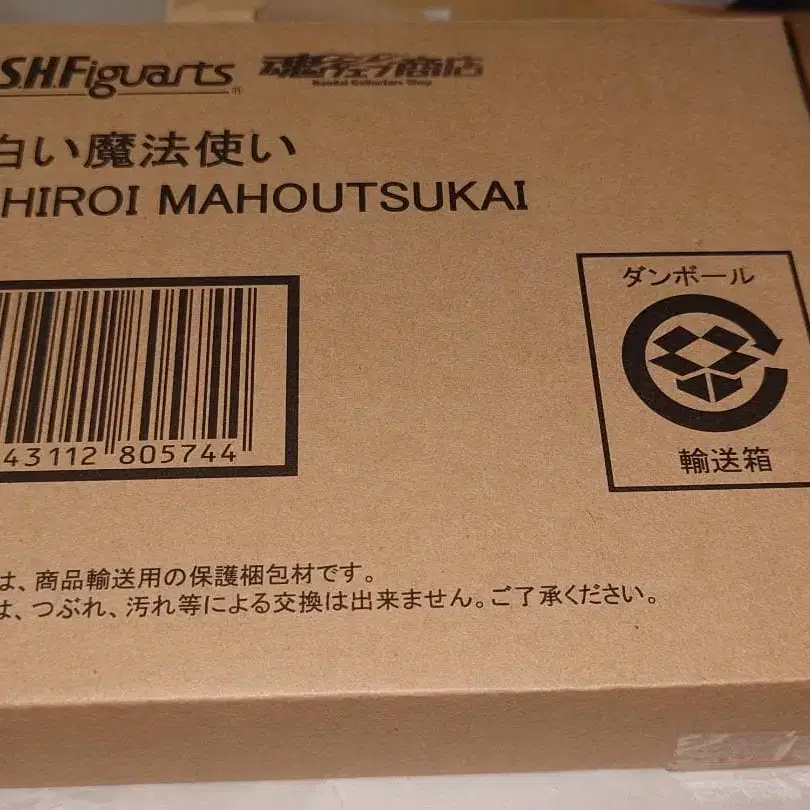 S.H.Figuarts®
魂ウェブ商店
Bandai Collectors Shop
白い魔法使い
HIROI MAHOUTSUKAI
ダンボール
輸送箱
43112 805744
は、商品輸送用の保護梱包材です。
は、つぶれ、汚れ等による交換は出来ません。ご了承ください。